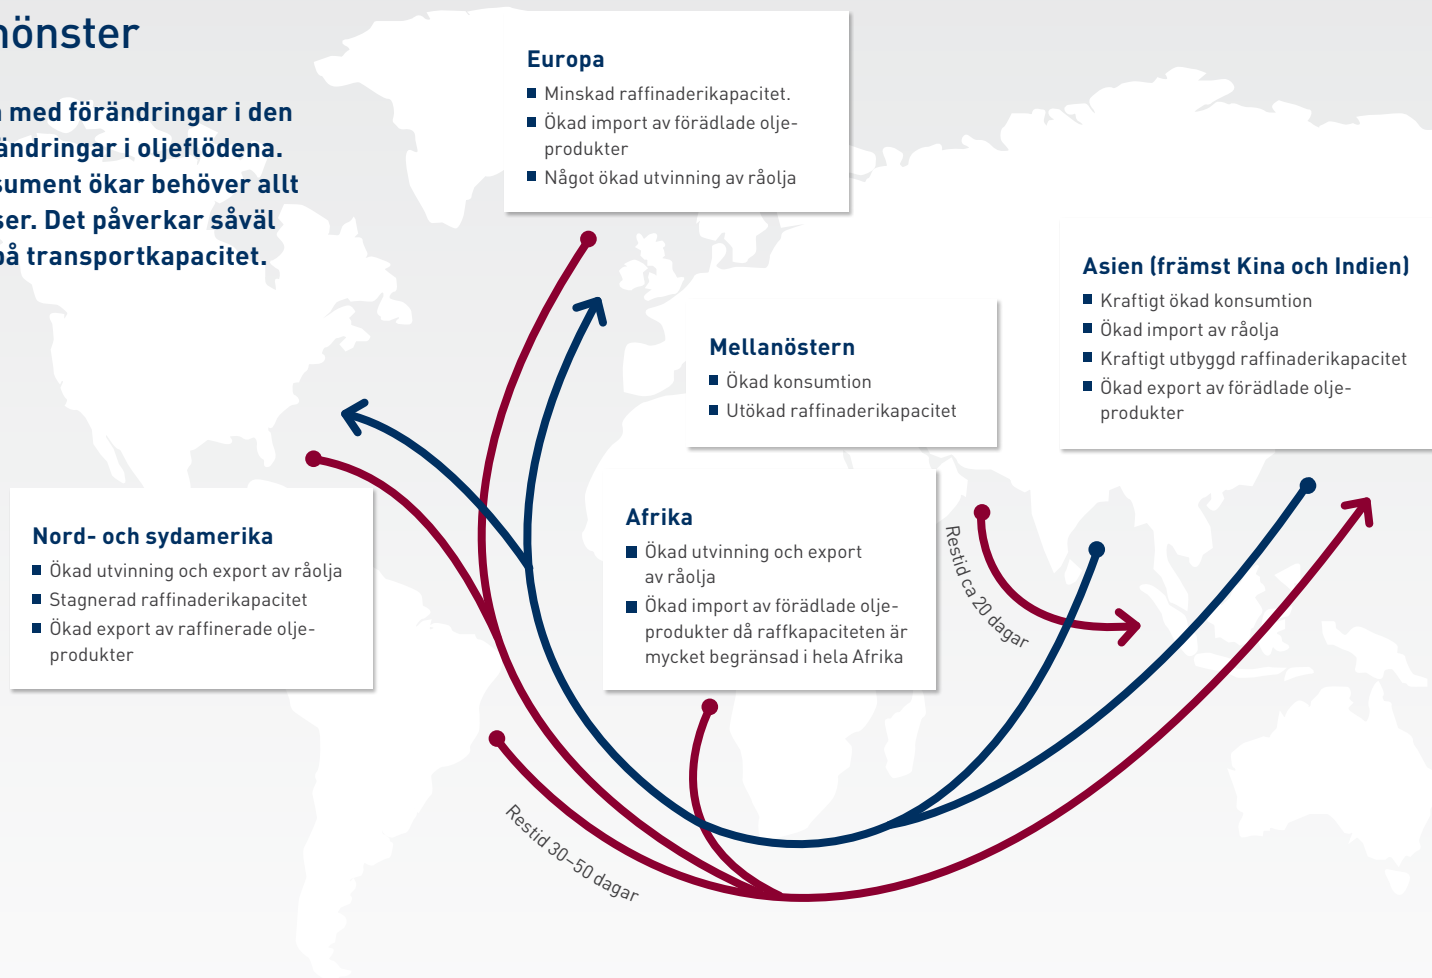 mönster
med förändringar i den
ändringar i oljeflödena.
sument ökar behöver allt
ser. Det påverkar såväl
på transportkapacitet.
Europa
Minskad raffinaderikapacitet.
Ökad import av förädlade olje-
produkter
Något ökad utvinning av råolja
Asien (främst Kina och Indien)
Kraftigt ökad konsumtion
Ökad import av råolja
Kraftigt utbyggd raffinaderikapacitet
Ökad export av förädlade olje-
produkter
Mellanöstern
Ökad konsumtion
Utökad raffinaderikapacitet
Afrika
Ökad utvinning och export
av råolja
Ökad import av förädlade olje-
produkter då raffkapaciteten är
mycket begränsad i hela Afrika
Nord- och sydamerika
Ökad utvinning och export av råolja
Stagnerad raffinaderikapacitet
Ökad export av raffinerade olje-
produkter
Restid ca 20 dagar
Restid 30–50 dagar